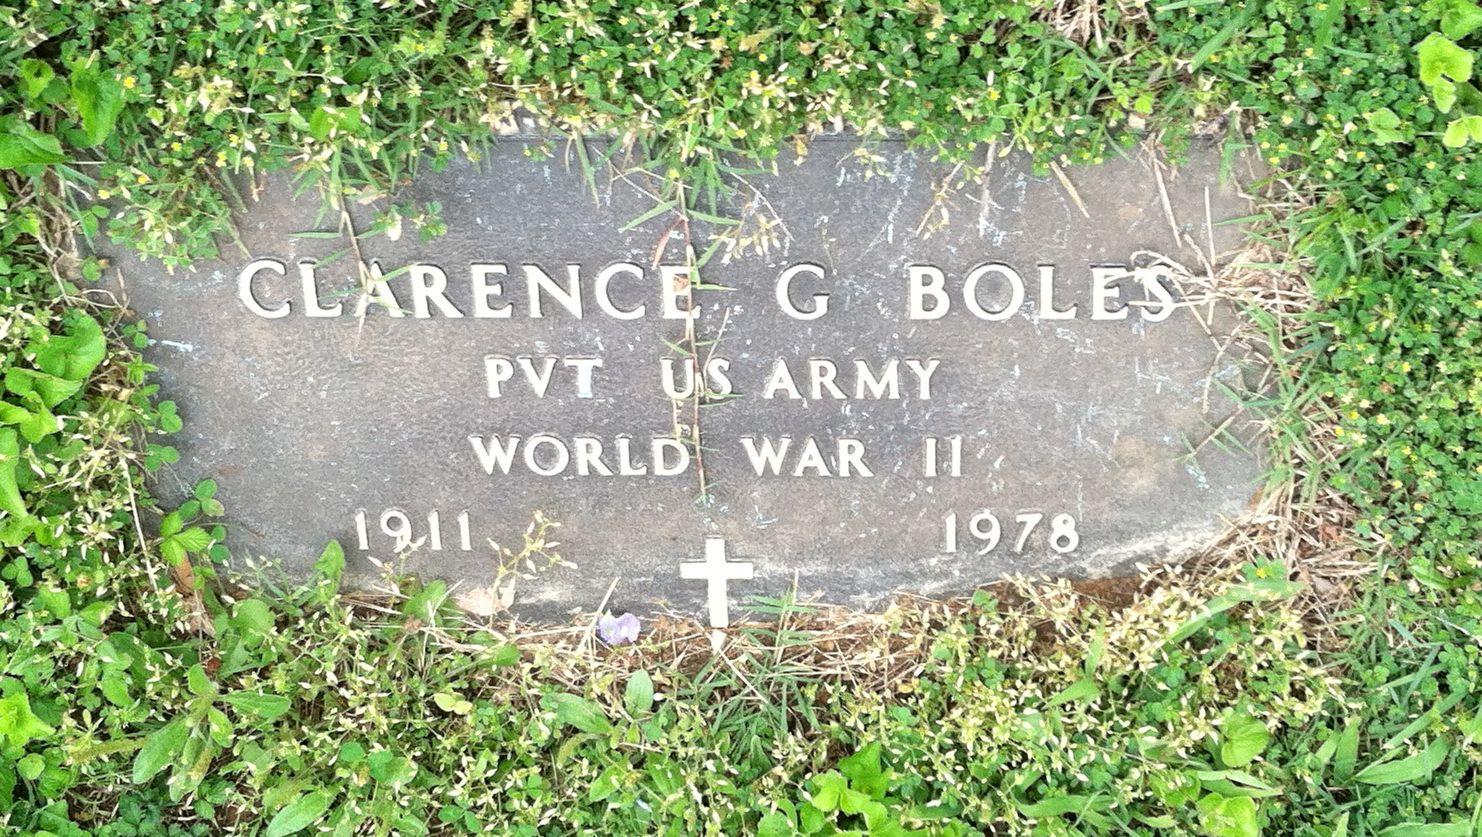 CLARENCE G BOLES
PVT US ARMY
WORLD WAR II
1911 1978